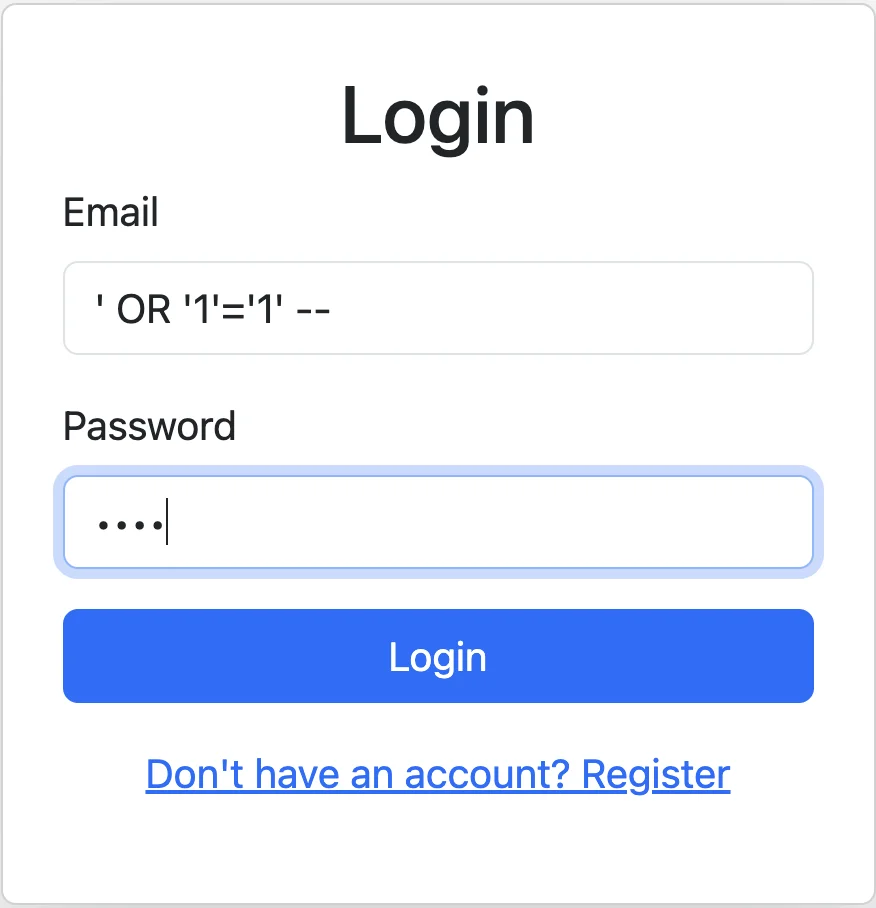 Login
Email
' OR '1'='1' --
Password
••••
Login
Don't have an account? Register